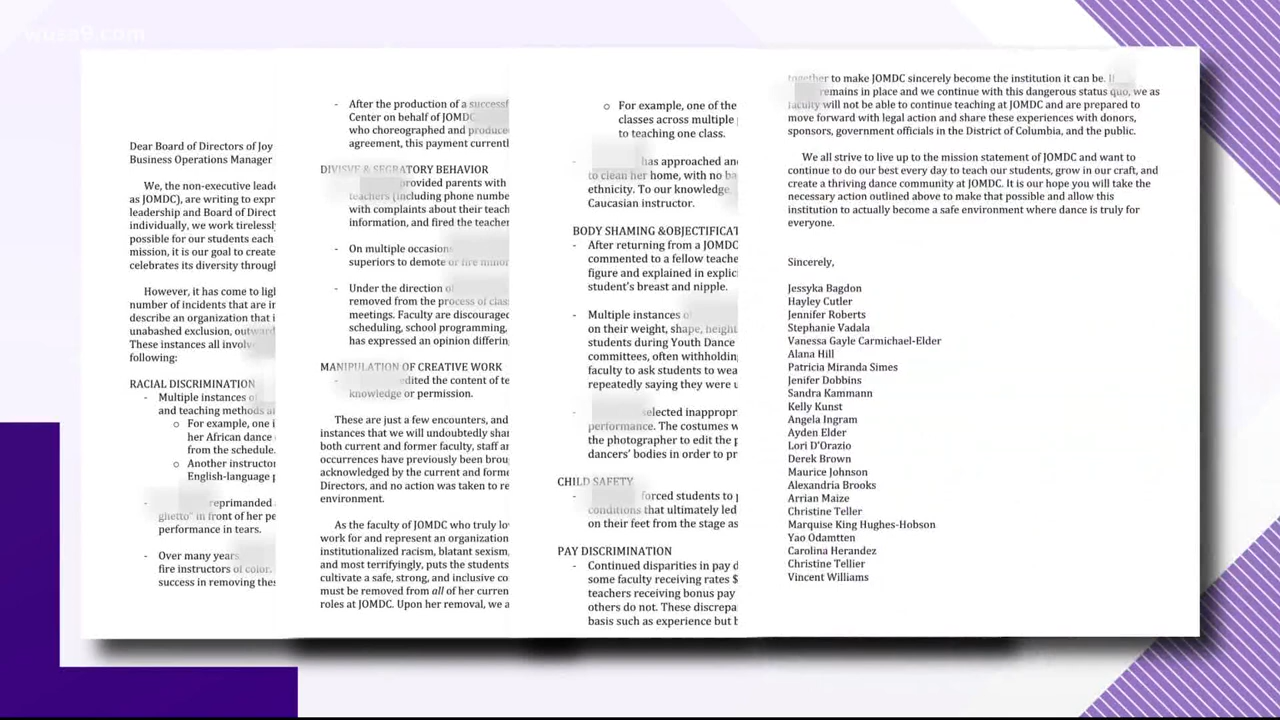 wusa9.com
Dear Board of Directors of Joy
Business Operations Manager
We, the non-executive lead
as JOMDC), are writing to expr
leadership and Board of Direct
individually, we work tirelessly
possible for our students each
mission, it is our goal to create
celebrates its diversity through
However, it has come to ligh
number of incidents that are in
describe an organization that i
unabashed exclusion, outward
These instances all involv
following:
RACIAL DISCRIMINATION
- Multiple instances o
and teaching methods a
o For example, one i
her African dance
from the schedule.
o Another instructor
English-language p
- reprimanded
ghetto" in front of her pe
performance in tears.
- Over many years
fire instructors of color.
success in removing thes
- After the production of a successf
Center on behalf of JOMDC
who choreographed and produce
agreement, this payment current
DIVISVE & SEGRATORY BEHAVIOR
- provided parents with
teachers (including phone numbe
with complaints about their teach
information, and fired the teacher
- On multiple occasions
superiors to demote or fire minor
- Under the direction of
removed from the process of clas
meetings. Faculty are discouraged
scheduling, school programming,
has expressed an opinion differin
MANIPULATION OF CREATIVE WORK
- edited the content of te
knowledge or permission.
These are just a few encounters, and
instances that we will undoubtedly shar
both current and former faculty, staff an
occurrences have previously been broug
acknowledged by the current and forme
Directors, and no action was taken to re
environment.
As the faculty of JOMDC who truly lo
work for and represent an organization
institutionalized racism, blatant sexism,
and most terrifyingly, puts the students
cultivate a safe, strong, and inclusive co
must be removed from all of her curren
roles at JOMDC. Upon her removal, we a
o For example, one of the
classes across multiple
to teaching one class.
- has approached and
to clean her home, with no ba
ethnicity. To our knowledge,
Caucasian instructor.
BODY SHAMING &OBJECTIFICAT
- After returning from a JOMDC
commented to a fellow teache
figure and explained in explici
student's breast and nipple.
- Multiple instances o
on their weight, shape, height
students during Youth Dance
committees, often withholding
faculty to ask students to wea
repeatedly saying they were u
- selected inappropr
performance. The costumes w
the photographer to edit the p
dancers' bodies in order to pr
CHILD SAFETY
- forced students to p
conditions that ultimately led
on their feet from the stage as
PAY DISCRIMINATION
- Continued disparities in pay d
some faculty receiving rates $
teachers receiving bonus pay
others do not. These discrepa
basis such as experience but b
together to make JOMDC sincerely become the institution it can be. If
remains in place and we continue with this dangerous status quo, we as
faculty will not be able to continue teaching at JOMDC and are prepared to
move forward with legal action and share these experiences with donors,
sponsors, government officials in the District of Columbia, and the public.
We all strive to live up to the mission statement of JOMDC and want to
continue to do our best every day to teach our students, grow in our craft, and
create a thriving dance community at JOMDC. It is our hope you will take the
necessary action outlined above to make that possible and allow this
institution to actually become a safe environment where dance is truly for
everyone.
Sincerely,
Jessyka Bagdon
Hayley Cutler
Jennifer Roberts
Stephanie Vadala
Vanessa Gayle Carmichael-Elder
Alana Hill
Patricia Miranda Simes
Jenifer Dobbins
Sandra Kammann
Kelly Kunst
Angela Ingram
Ayden Elder
Lori D'Orazio
Derek Brown
Maurice Johnson
Alexandria Brooks
Arrian Maize
Christine Teller
Marquise King Hughes-Hobson
Yao Odamtten
Carolina Herandez
Christine Tellier
Vincent Williams